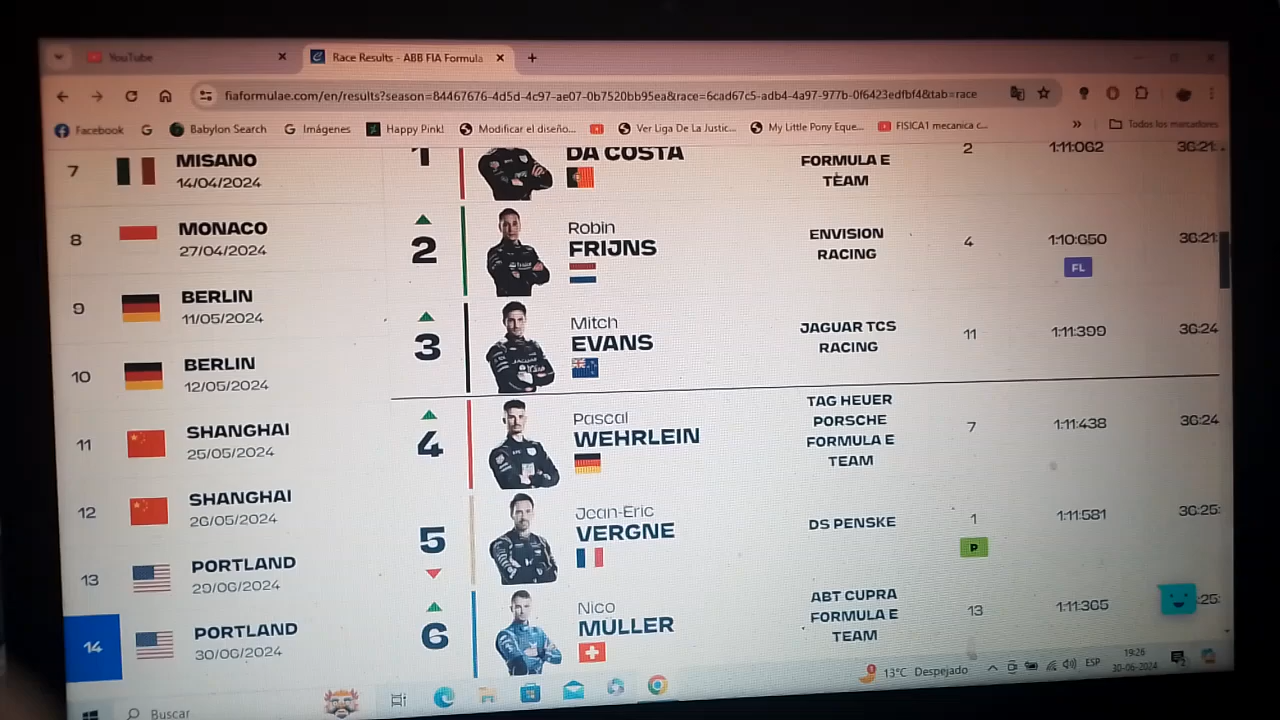 YouTube
Race Results - ABB FIA Formula
fiaformulae.com/en/results?season=84467676-4d5d-4c97-ae07-0b7520bb95ea&race=6cad67c5-adb4-4a97-977b-0f6423edfbf4&tab=race
Facebook
Babylon Search
Imágenes
Happy Pink!
Modificar el diseño...
Ver Liga De La Justic...
My Little Pony Eque...
FISICA1 mecanica c...
»
Todos los marcadores
7 MISANO
14/04/2024
8 MONACO
27/04/2024
9 BERLIN
11/05/2024
10 BERLIN
12/05/2024
11 SHANGHAI
25/05/2024
12 SHANGHAI
26/05/2024
13 PORTLAND
29/06/2024
14 PORTLAND
30/06/2024
1 DA COSTA
FORMULA E
TEAM
2 1:11:062 36:21:
2 Robin
FRIJNS
ENVISION
RACING
4 1:10:650 36:21:
FL
3 Mitch
EVANS
JAGUAR TCS
RACING
11 1:11:399 36:24
4 Pascal
WEHRLEIN
TAG HEUER
PORSCHE
FORMULA E
TEAM
7 1:11:438 36:24
5 Jean-Eric
VERGNE
DS PENSKE
1 1:11:581 36:25:
P
6 Nico
MULLER
ABT CUPRA
FORMULA E
TEAM
13 1:11:365 :25:
Buscar
13°C Despejado
ESP
19:26
30-06-2024